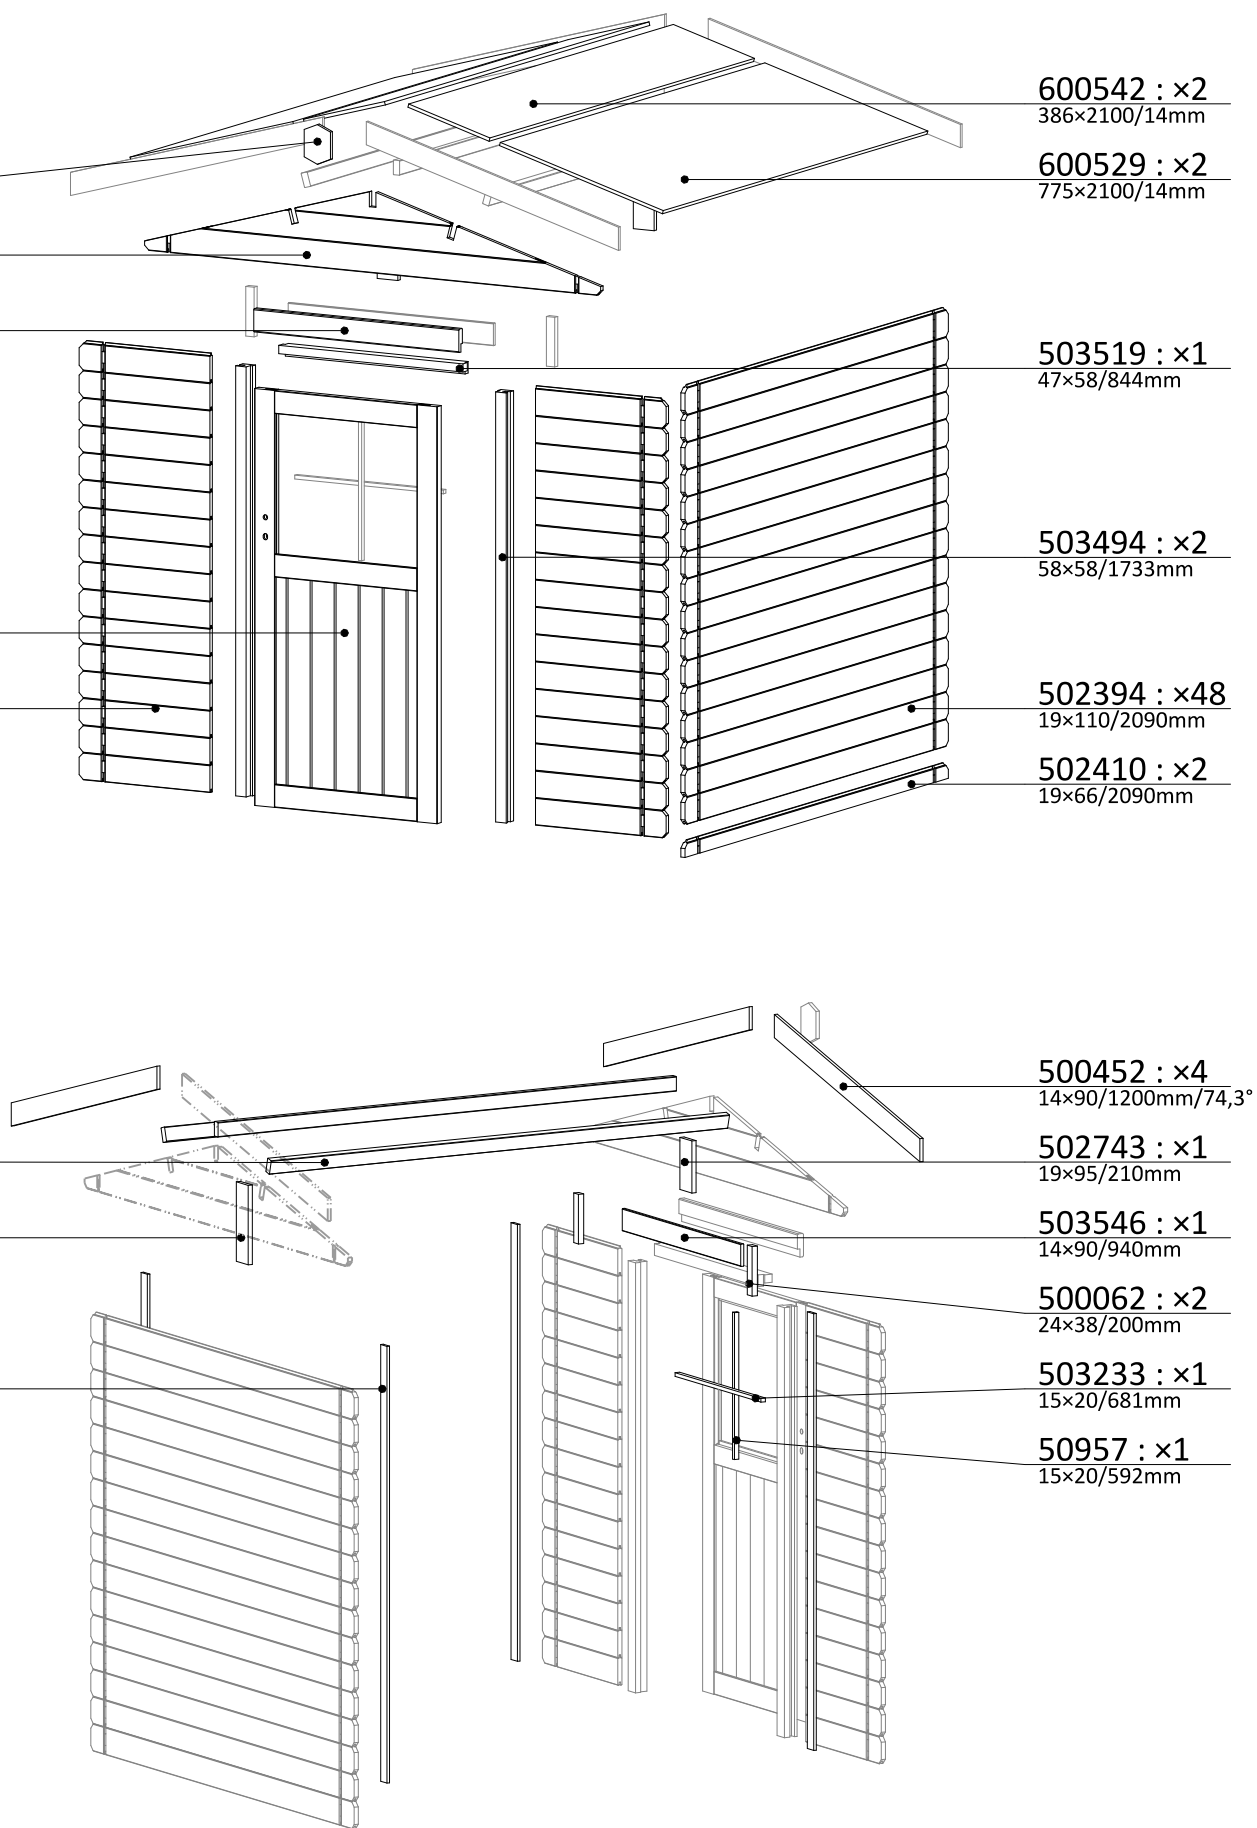 600542 : ×2
386×2100/14mm
600529 : ×2
775×2100/14mm
503519 : ×1
47×58/844mm
503494 : ×2
58×58/1733mm
502394 : ×48
19×110/2090mm
502410 : ×2
19×66/2090mm
500452 : ×4
14×90/1200mm/74,3°
502743 : ×1
19×95/210mm
503546 : ×1
14×90/940mm
500062 : ×2
24×38/200mm
503233 : ×1
15×20/681mm
50957 : ×1
15×20/592mm